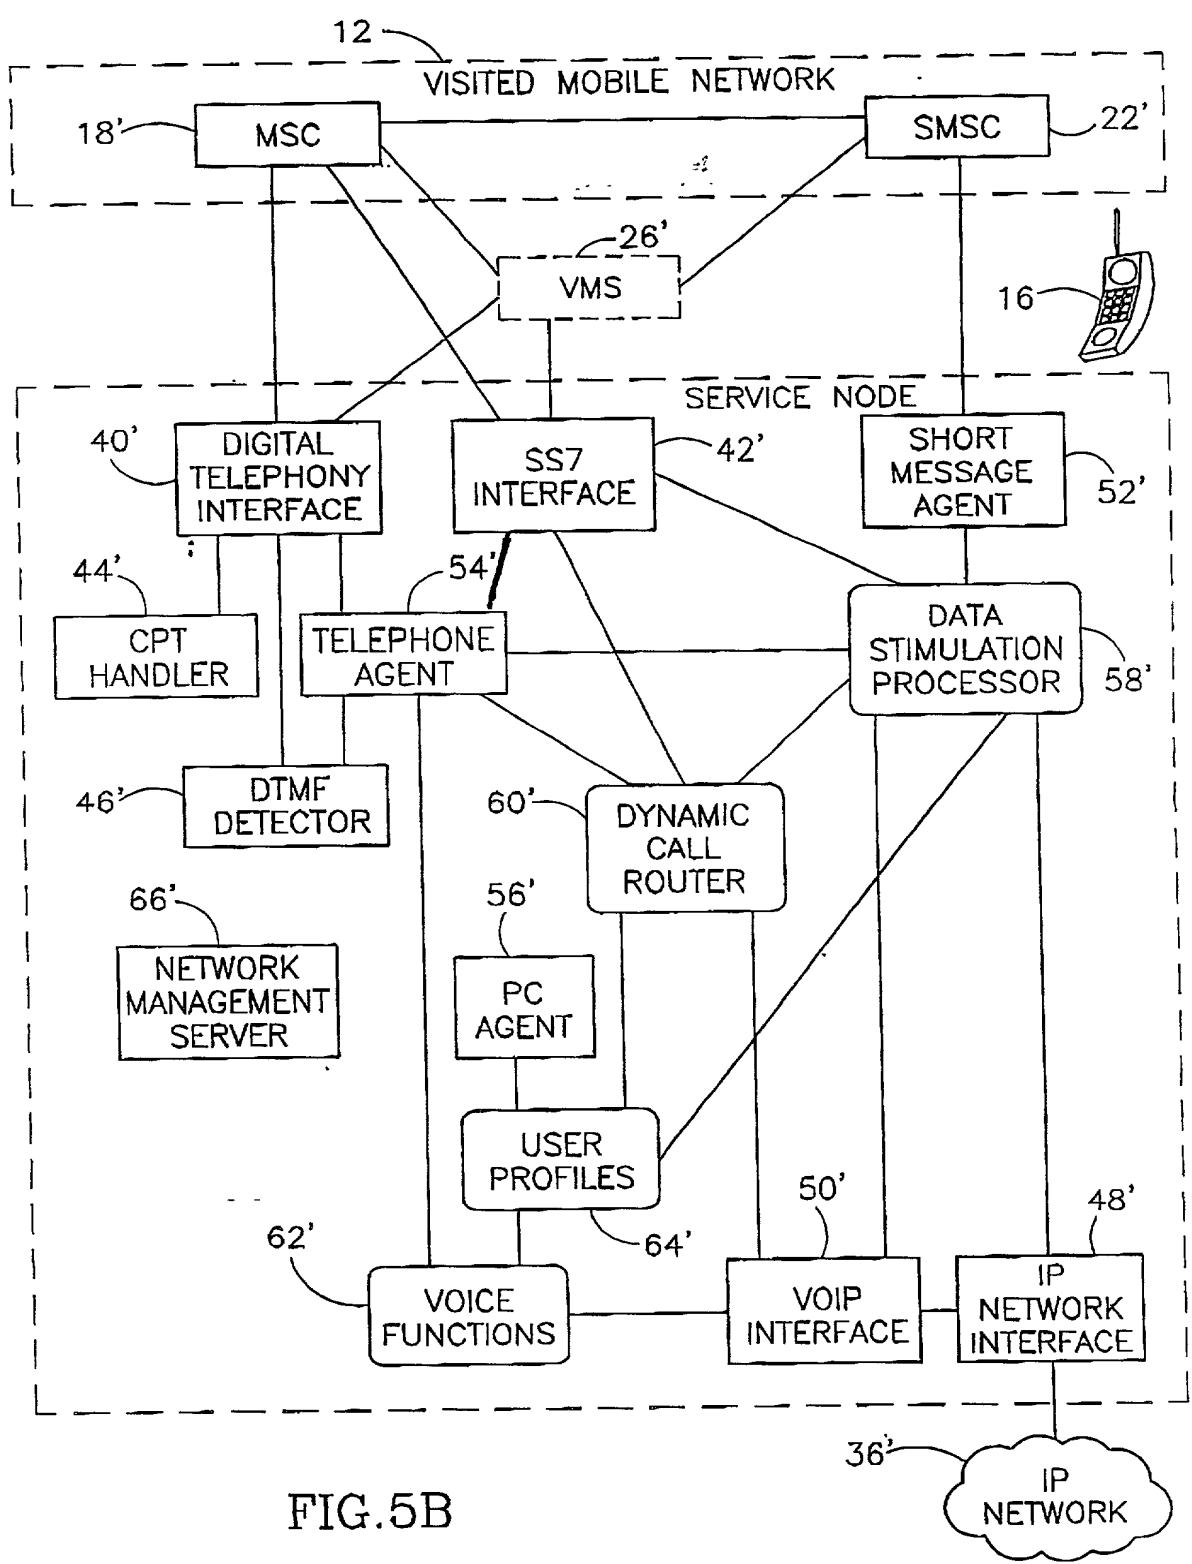 12
VISITED MOBILE NETWORK
18'
MSC
SMSC
22'
26'
VMS
16
SERVICE NODE
40'
DIGITAL
TELEPHONY
INTERFACE
SS7
INTERFACE
42'
SHORT
MESSAGE
AGENT
52'
44'
CPT
HANDLER
54'
TELEPHONE
AGENT
DATA
STIMULATION
PROCESSOR
58'
46'
DTMF
DETECTOR
60'
DYNAMIC
CALL
ROUTER
66'
NETWORK
MANAGEMENT
SERVER
56'
PC
AGENT
USER
PROFILES
64'
62'
VOICE
FUNCTIONS
50'
VOIP
INTERFACE
48'
IP
NETWORK
INTERFACE
36'
IP
NETWORK
FIG.5B